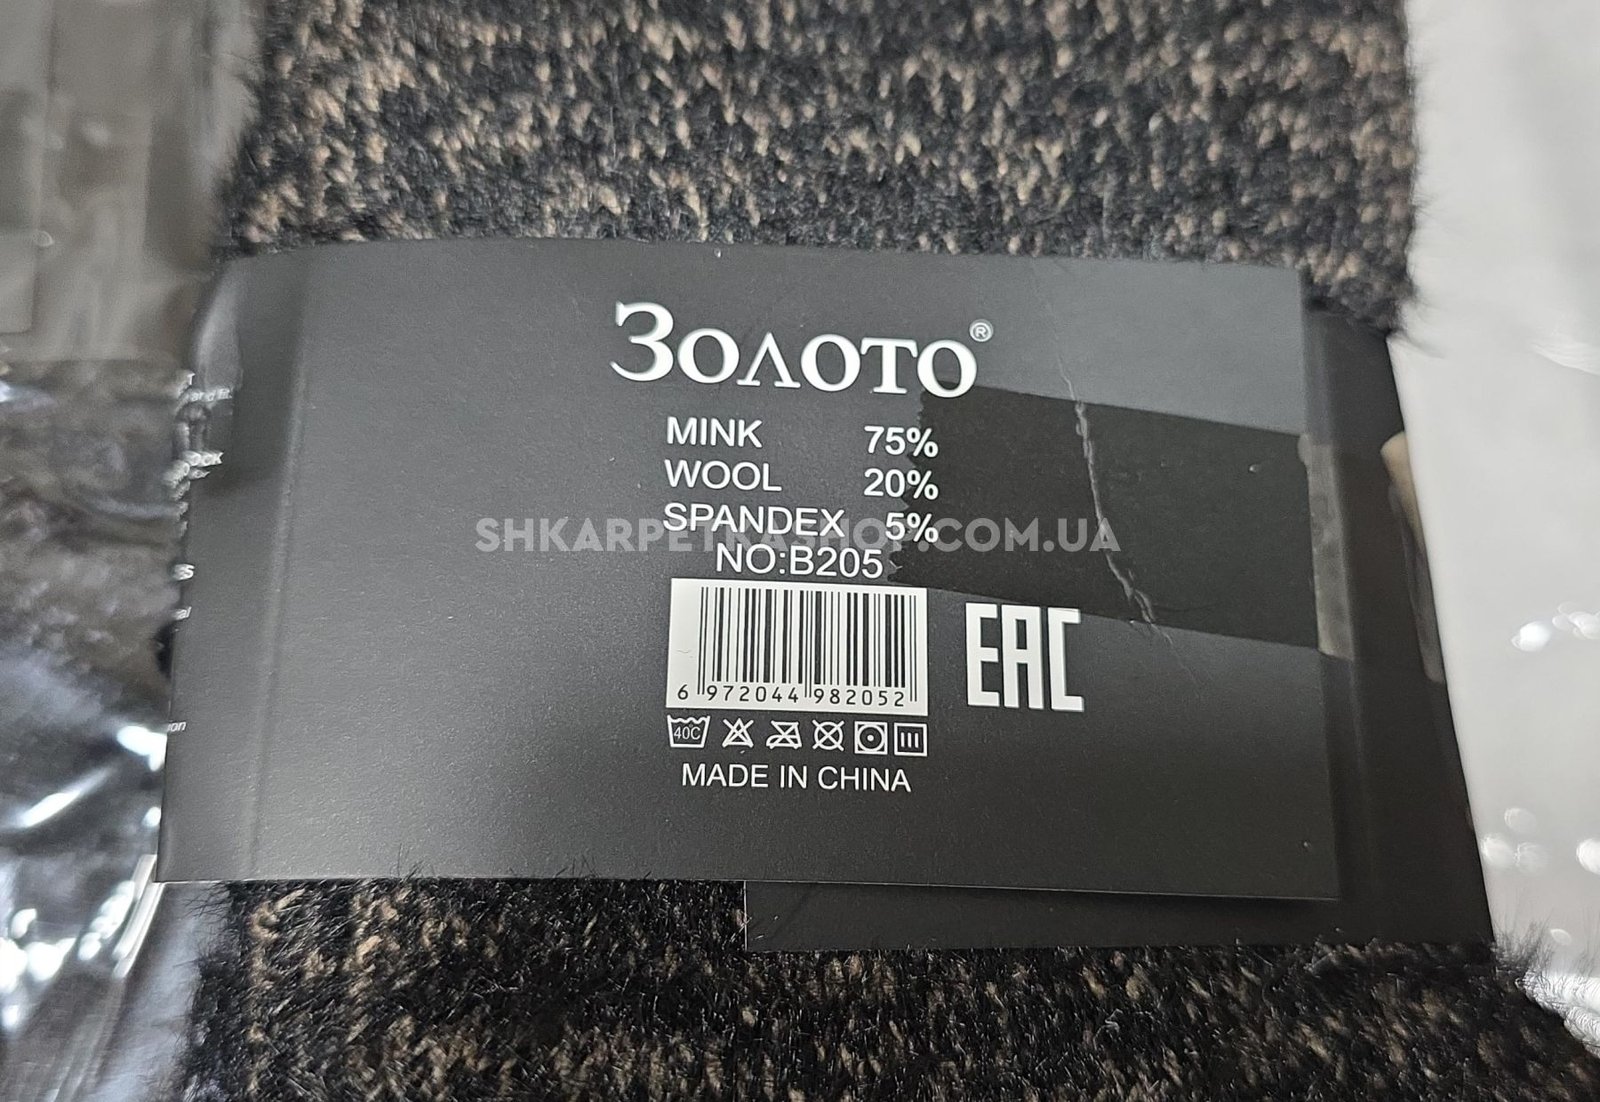 Золото®
MINK 75%
WOOL 20%
SPANDEX 5%
SHKARPETKASHOP.COM.UA
NO:B205
6 972044 982052
EAC
40C
MADE IN CHINA